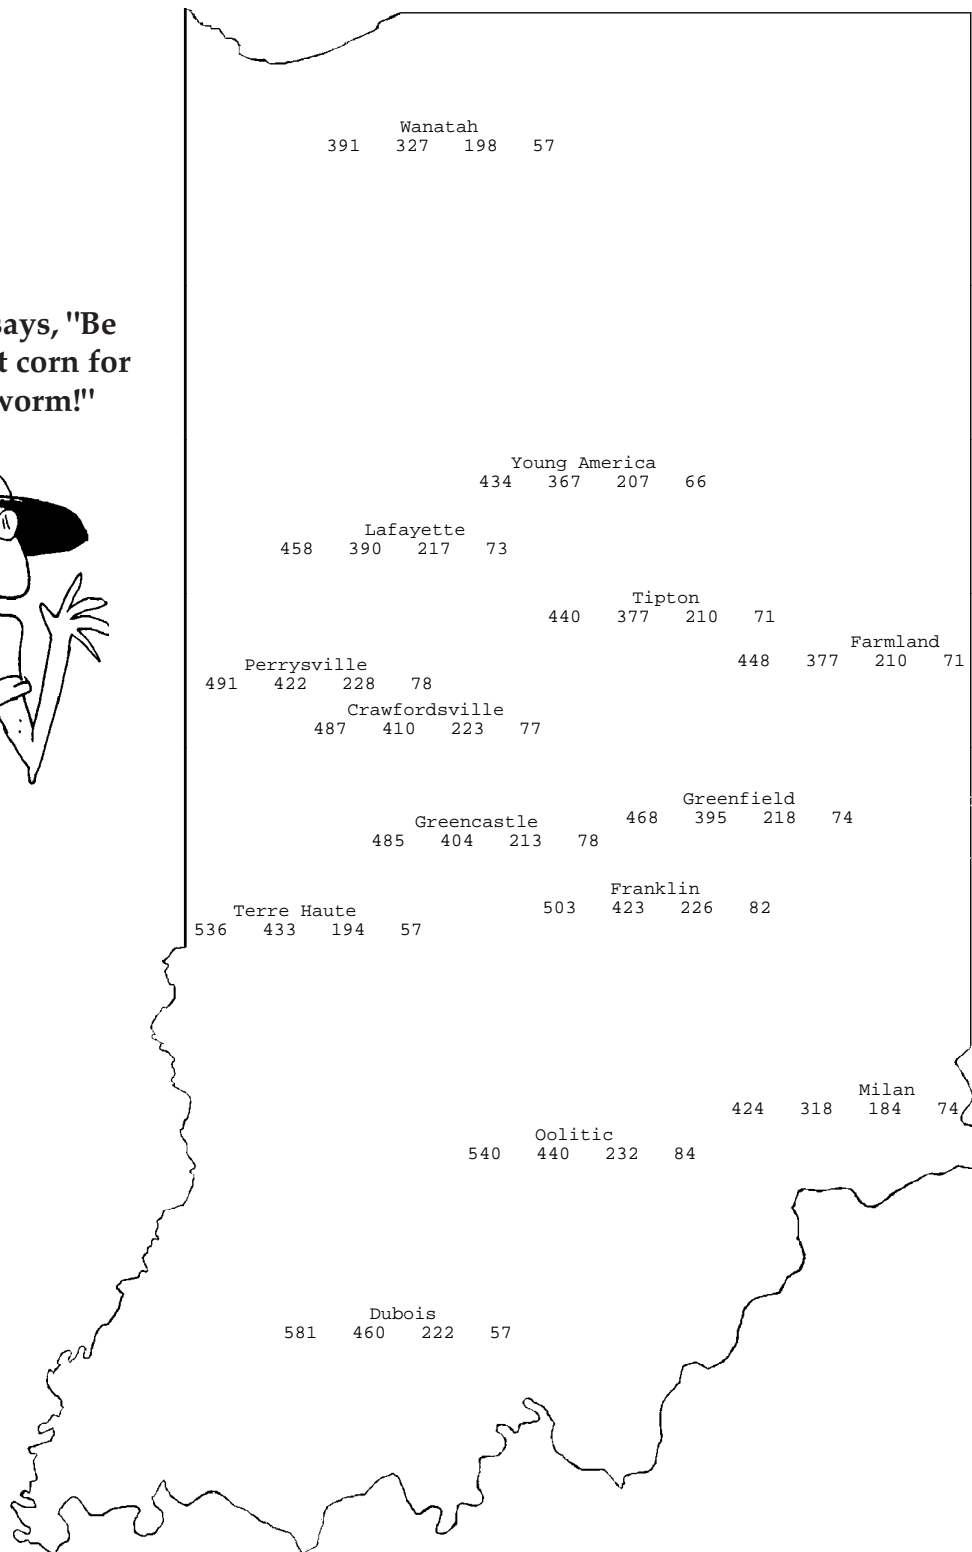 Wanatah
391 327 198 57
says, "Be
t corn for
worm!"
Young America
434 367 207 66
Lafayette
458 390 217 73
Tipton
440 377 210 71
Farmland
448 377 210 71
Perrysville
491 422 228 78
Crawfordsville
487 410 223 77
Greenfield
468 395 218 74
Greencastle
485 404 213 78
Franklin
503 423 226 82
Terre Haute
536 433 194 57
Milan
424 318 184 74
Oolitic
540 440 232 84
Dubois
581 460 222 57